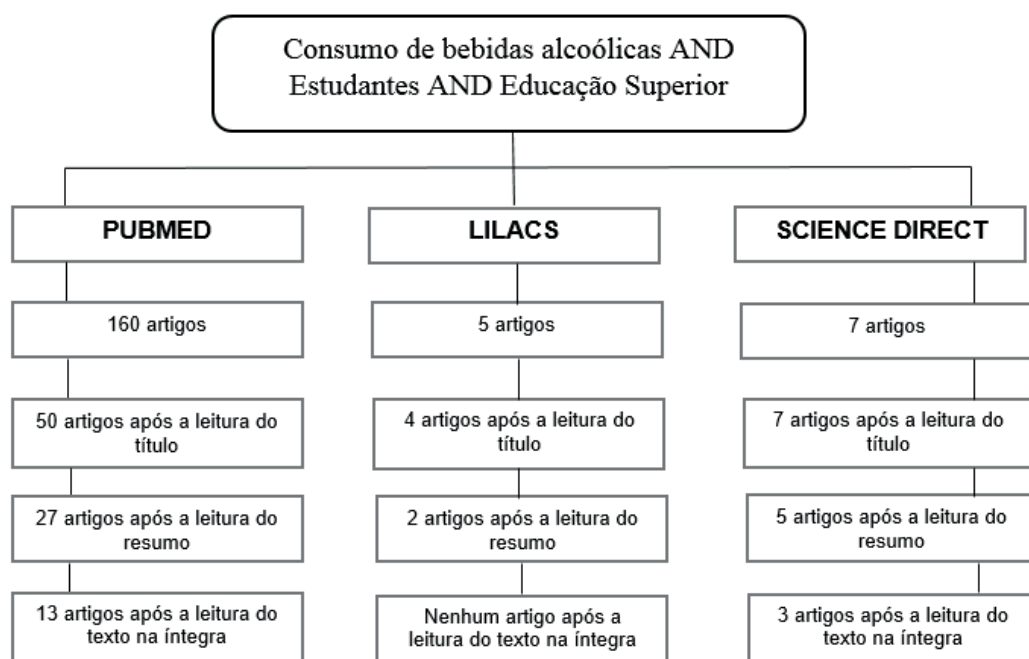 Consumo de bebidas alcoólicas AND
Estudantes AND Educação Superior
PUBMED
LILACS
SCIENCE DIRECT
160 artigos
5 artigos
7 artigos
50 artigos após a leitura do
título
4 artigos após a leitura do
título
7 artigos após a leitura do
título
27 artigos após a leitura do
resumo
2 artigos após a leitura do
resumo
5 artigos após a leitura do
resumo
13 artigos após a leitura do
texto na íntegra
Nenhum artigo após a
leitura do texto na íntegra
3 artigos após a leitura do
texto na íntegra